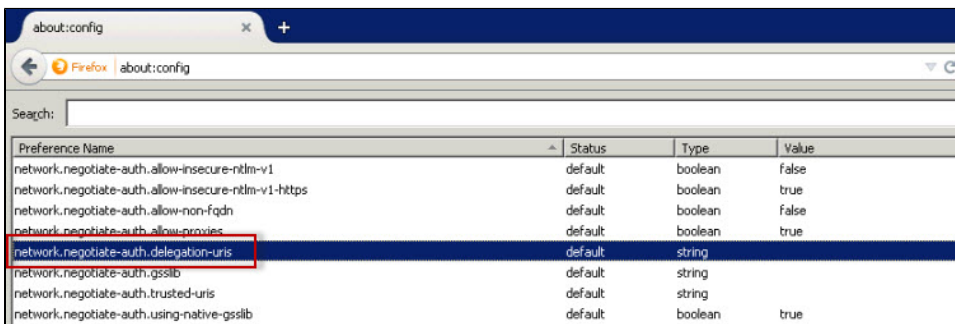 about:config
Firefox about:config
Search:
Preference Name Status Type Value
network.negotiate-auth.allow-insecure-ntlm-v1 default boolean false
network.negotiate-auth.allow-insecure-ntlm-v1-https default boolean true
network.negotiate-auth.allow-non-fqdn default boolean false
network.negotiate-auth.allow-proxies default boolean true
network.negotiate-auth.delegation-uris default string
network.negotiate-auth.gsslib default string
network.negotiate-auth.trusted-uris default string
network.negotiate-auth.using-native-gsslib default boolean true